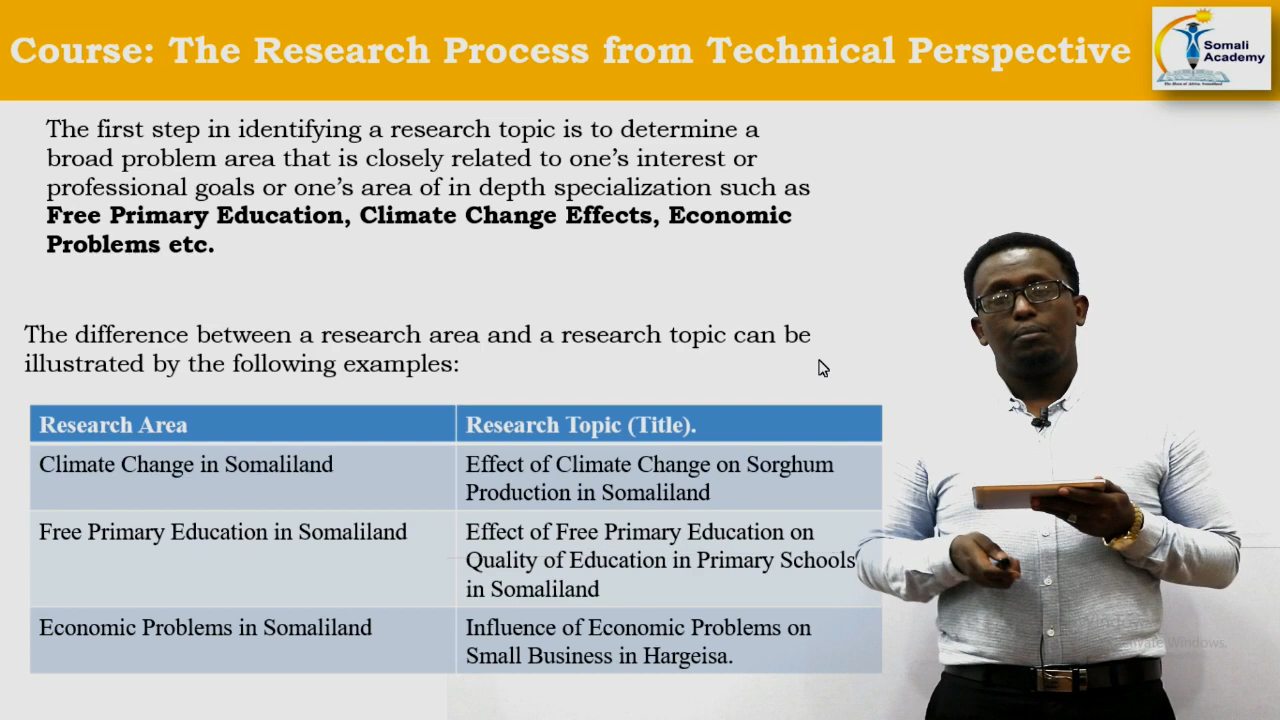 Course: The Research Process from Technical Perspective
Somali
Academy
The first step in identifying a research topic is to determine a
broad problem area that is closely related to one’s interest or
professional goals or one’s area of in depth specialization such as
Free Primary Education, Climate Change Effects, Economic
Problems etc.
The difference between a research area and a research topic can be
illustrated by the following examples:
Research Area
Research Topic (Title).
Climate Change in Somaliland
Effect of Climate Change on Sorghum
Production in Somaliland
Free Primary Education in Somaliland
Effect of Free Primary Education on
Quality of Education in Primary Schools
in Somaliland
Economic Problems in Somaliland
Influence of Economic Problems on
Small Business in Hargeisa.
Windows.